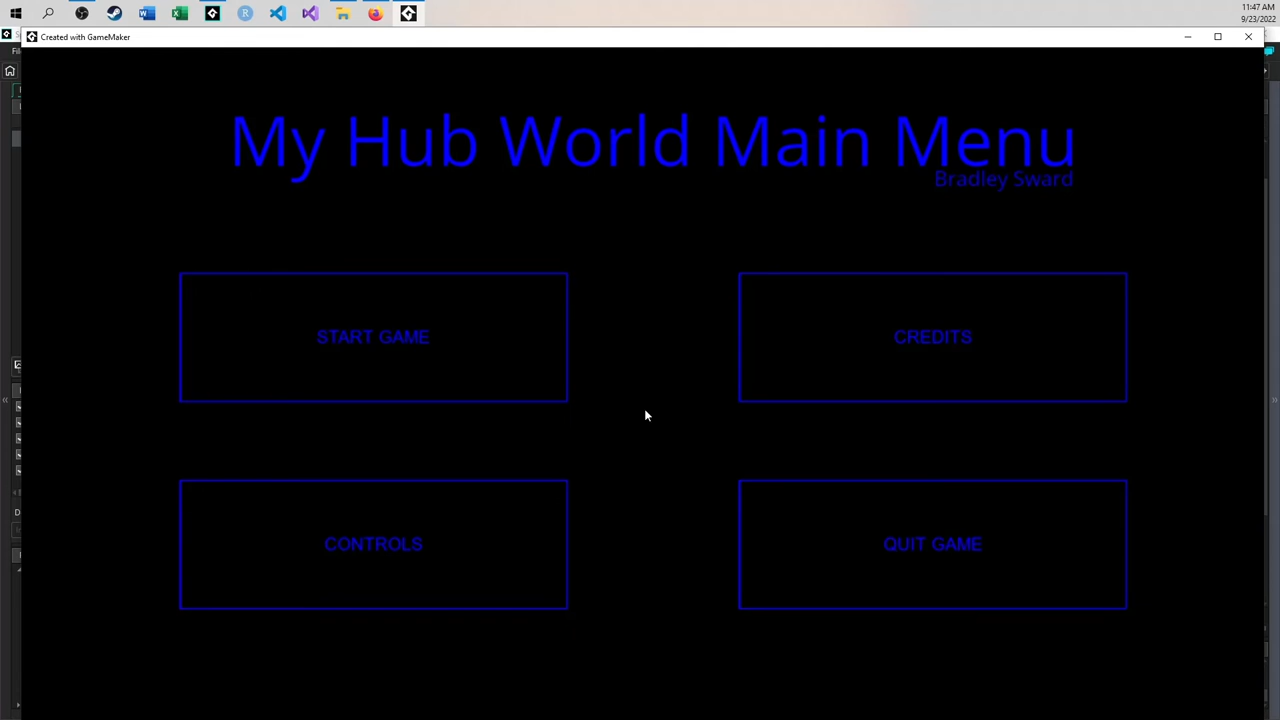 11:47 AM
9/23/2022
Created with GameMaker
My Hub World Main Menu
Bradley Sward
START GAME
CREDITS
CONTROLS
QUIT GAME